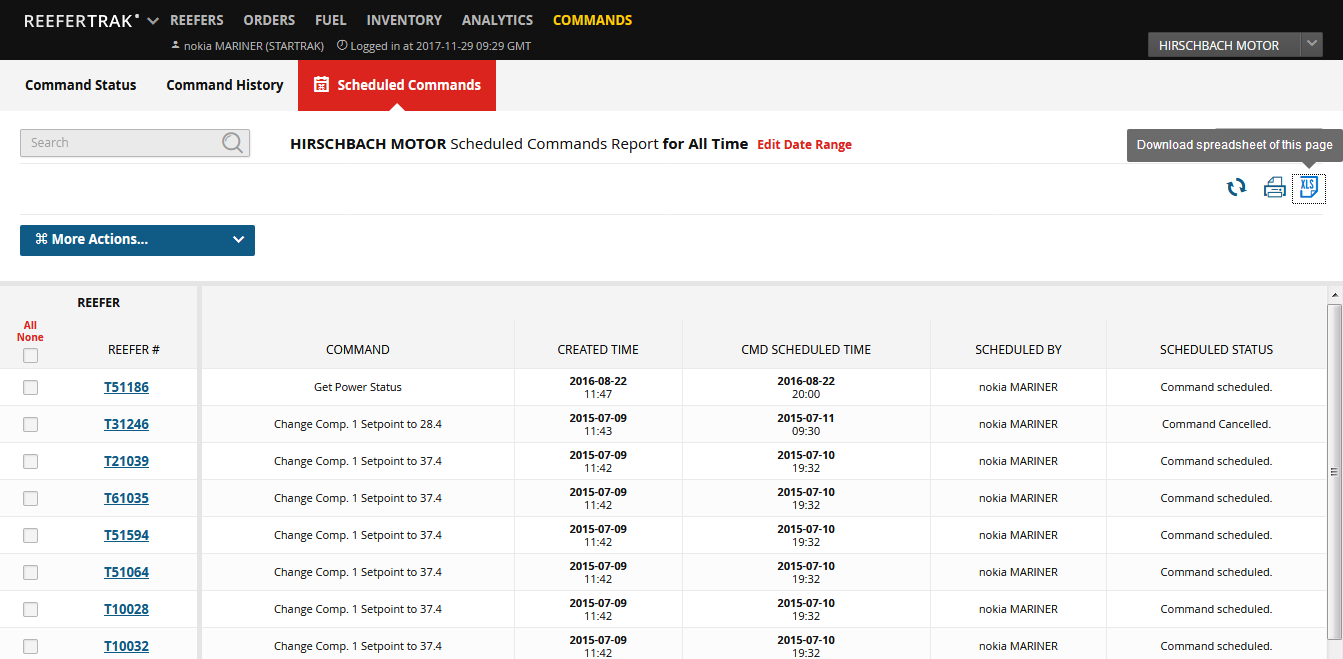 REEFERTRAK REEFERS ORDERS FUEL INVENTORY ANALYTICS COMMANDS
nokia MARINER (STARTRAK) Logged in at 2017-11-29 09:29 GMT
HIRSCHBACH MOTOR
Command Status Command History Scheduled Commands
Search
HIRSCHBACH MOTOR Scheduled Commands Report for All Time Edit Date Range
Download spreadsheet of this page
XLS
⌘ More Actions...
REEFER
All
None
REEFER # COMMAND CREATED TIME CMD SCHEDULED TIME SCHEDULED BY SCHEDULED STATUS
T51186 Get Power Status 2016-08-22 11:47 2016-08-22 20:00 nokia MARINER Command scheduled.
T31246 Change Comp. 1 Setpoint to 28.4 2015-07-09 11:43 2015-07-11 09:30 nokia MARINER Command Cancelled.
T21039 Change Comp. 1 Setpoint to 37.4 2015-07-09 11:42 2015-07-10 19:32 nokia MARINER Command scheduled.
T61035 Change Comp. 1 Setpoint to 37.4 2015-07-09 11:42 2015-07-10 19:32 nokia MARINER Command scheduled.
T51594 Change Comp. 1 Setpoint to 37.4 2015-07-09 11:42 2015-07-10 19:32 nokia MARINER Command scheduled.
T51064 Change Comp. 1 Setpoint to 37.4 2015-07-09 11:42 2015-07-10 19:32 nokia MARINER Command scheduled.
T10028 Change Comp. 1 Setpoint to 37.4 2015-07-09 11:42 2015-07-10 19:32 nokia MARINER Command scheduled.
T10032 Change Comp. 1 Setpoint to 37.4 2015-07-09 11:42 2015-07-10 19:32 nokia MARINER Command scheduled.